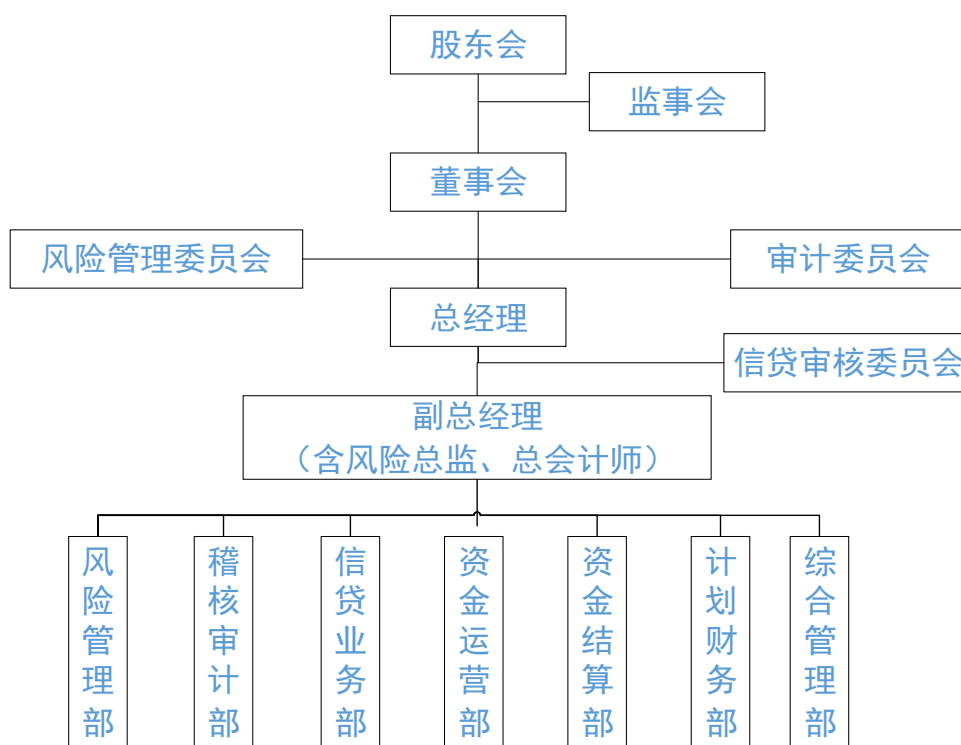 股东会
监事会
董事会
风险管理委员会
审计委员会
总经理
信贷审核委员会
副总经理
（含风险总监、总会计师）
风险管理部
稽核审计部
信贷业务部
资金运营部
资金结算部
计划财务部
综合管理部